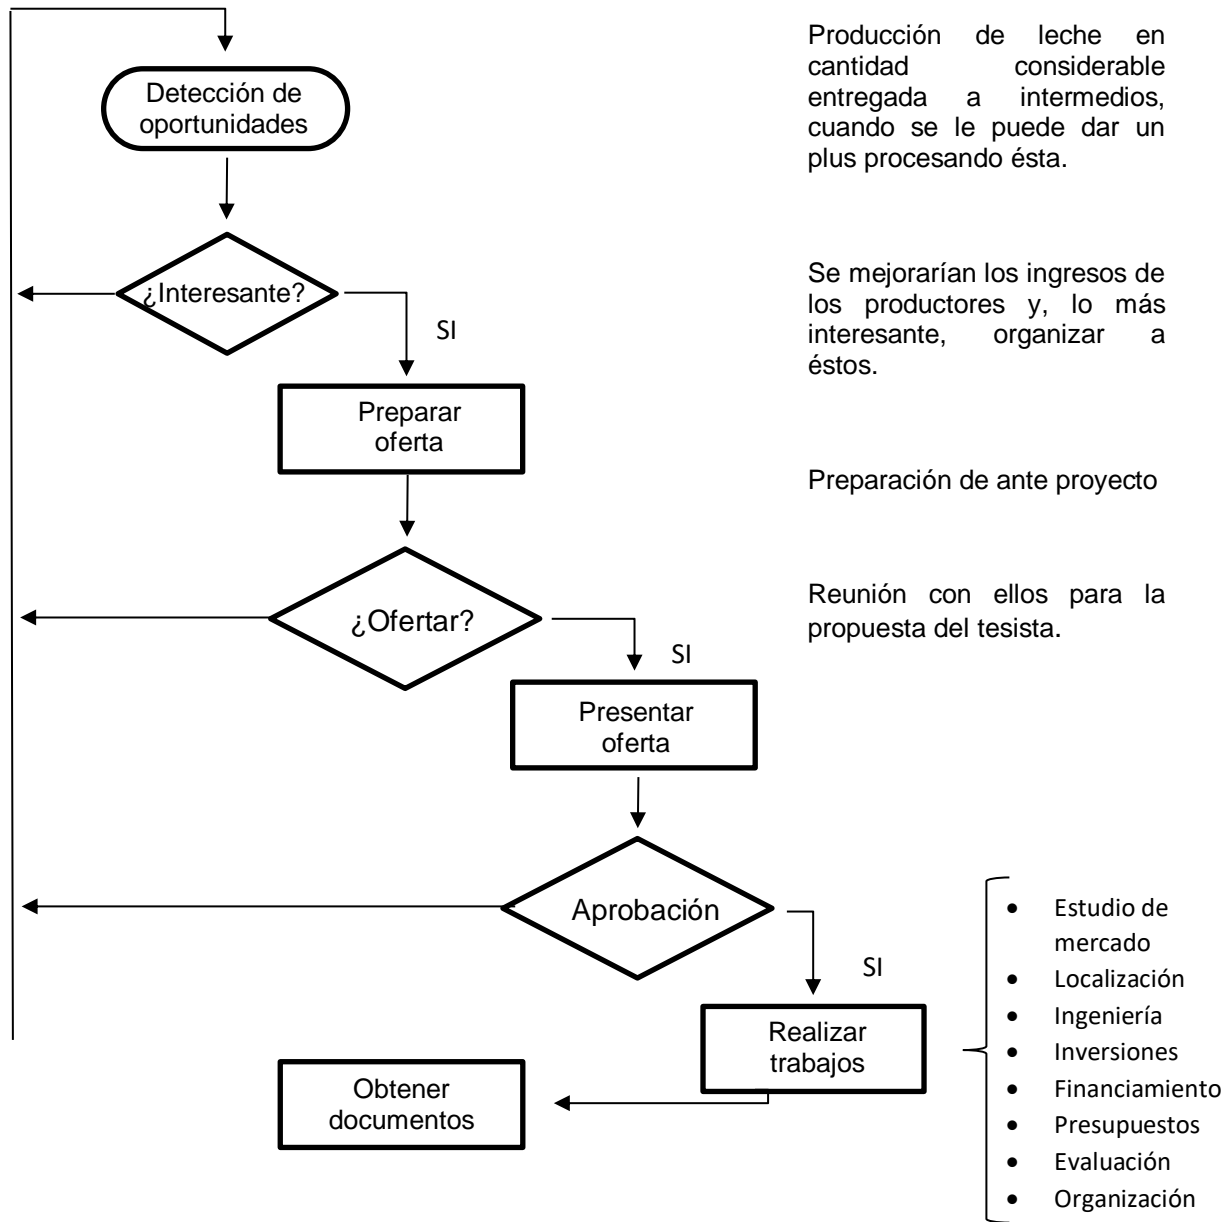 Detección de
oportunidades
Producción de leche en
cantidad considerable
entregada a intermedios,
cuando se le puede dar un
plus procesando ésta.
¿Interesante?
SI
Se mejorarían los ingresos de
los productores y, lo más
interesante, organizar a
éstos.
Preparar
oferta
Preparación de ante proyecto
¿Ofertar?
SI
Reunión con ellos para la
propuesta del tesista.
Presentar
oferta
Aprobación
SI
Realizar
trabajos
• Estudio de
mercado
• Localización
• Ingeniería
• Inversiones
• Financiamiento
• Presupuestos
• Evaluación
• Organización
Obtener
documentos